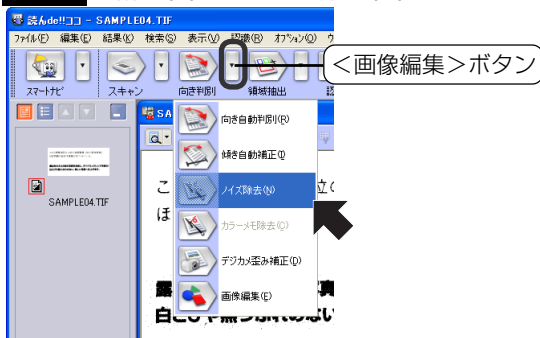 読んde!!ココ - SAMPLE04.TIF
ファイル(F) 編集(E) 結果(K) 検索(S) 表示(V) 認識(R) オプション(O)
<画像編集>ボタン
スマートナビ スキャン 向き判別 領域抽出
向き自動判別(R)
傾き自動補正(I)
ノイズ除去(N)
カラーメモ除去(C)
デジカメ歪み補正(D)
画像編集(E)
SAMPLE04.TIF
SA
こ
ほ